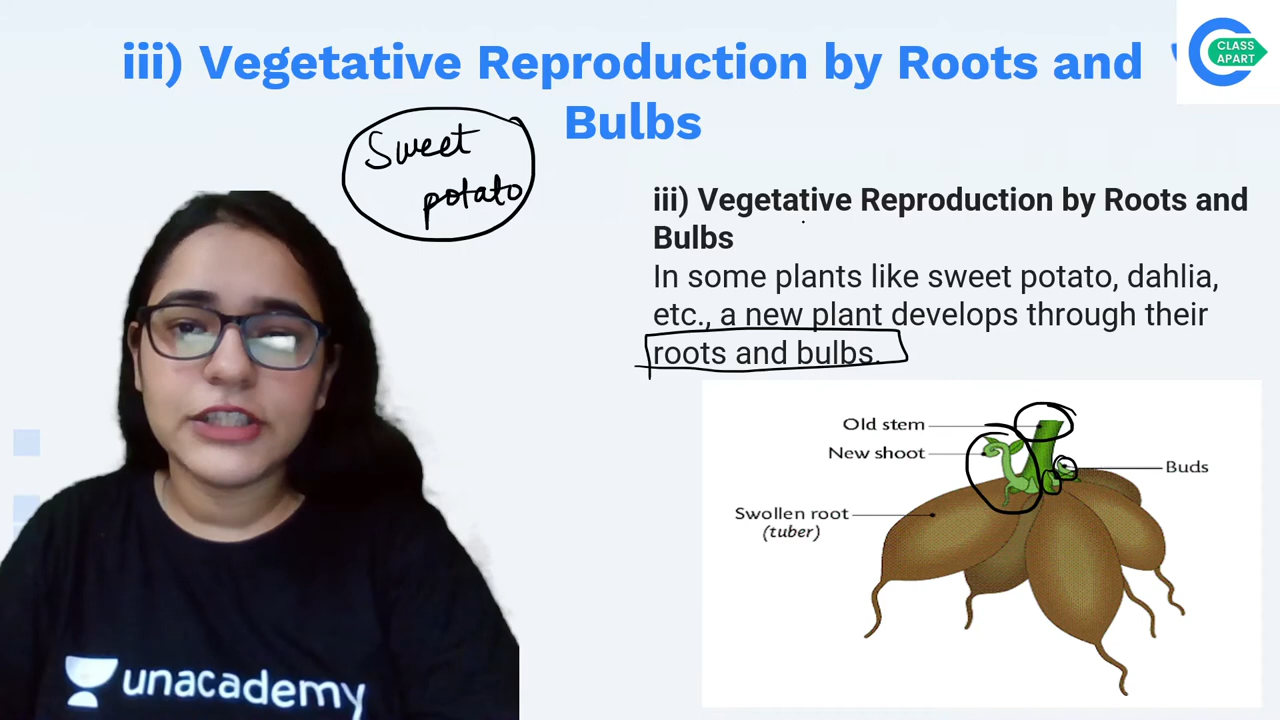 iii) Vegetative Reproduction by Roots and
Bulbs
CLASS
APART
Sweet
potato
iii) Vegetative Reproduction by Roots and
Bulbs
In some plants like sweet potato, dahlia,
etc., a new plant develops through their
roots and bulbs.
Old stem
New shoot
Buds
Swollen root
(tuber)
unacademy